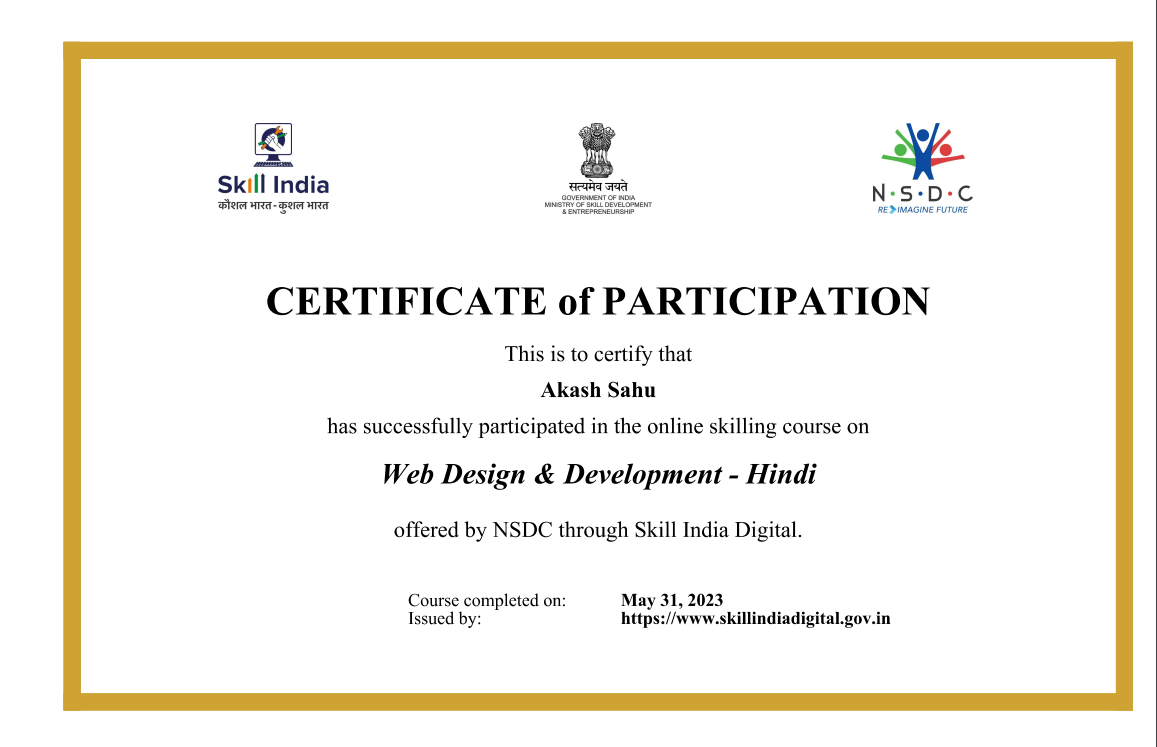 Skill India
कौशल भारत - कुशल भारत
सत्यमेव जयते
GOVERNMENT OF INDIA
MINISTRY OF SKILL DEVELOPMENT
& ENTREPRENEURSHIP
N·S·D·C
RE IMAGINE FUTURE
CERTIFICATE of PARTICIPATION
This is to certify that
Akash Sahu
has successfully participated in the online skilling course on
Web Design & Development - Hindi
offered by NSDC through Skill India Digital.
Course completed on: May 31, 2023
Issued by: https://www.skillindiadigital.gov.in